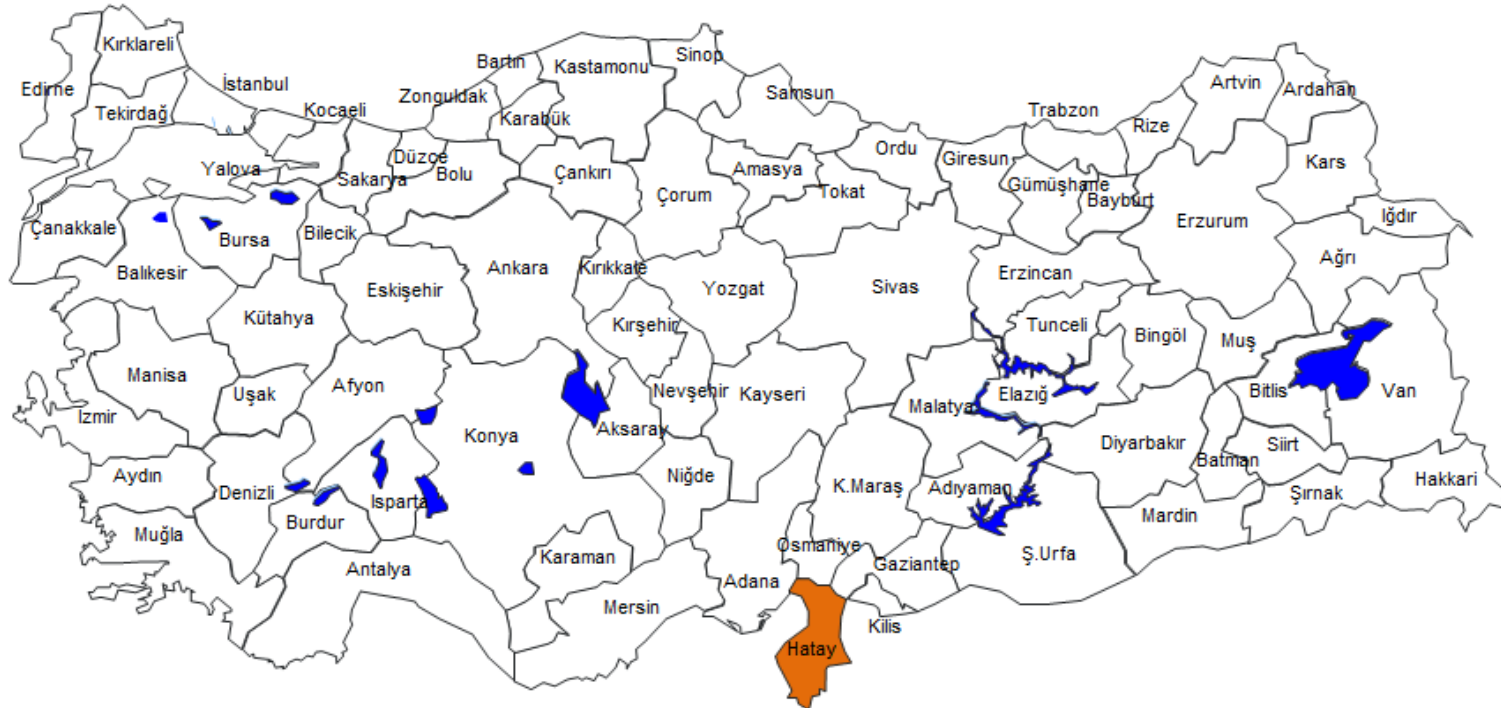 Kırklareli
Edirne
Tekirdağ
İstanbul
Kocaeli
Yalova
Sakarya
Düzce
Bolu
Zonguldak
Bartın
Karabük
Kastamonu
Sinop
Çankırı
Samsun
Amasya
Çorum
Tokat
Ordu
Giresun
Gümüşhane
Trabzon
Bayburt
Rize
Artvin
Ardahan
Kars
Iğdır
Ağrı
Erzurum
Erzincan
Çanakkale
Balıkesir
Bursa
Bilecik
Kütahya
Eskişehir
Ankara
Kırıkkale
Kırşehir
Yozgat
Sivas
Tunceli
Bingöl
Muş
Bitlis
Van
Manisa
İzmir
Uşak
Afyon
Konya
Aksaray
Nevşehir
Kayseri
Malatya
Elazığ
Diyarbakır
Batman
Siirt
Şırnak
Hakkari
Aydın
Denizli
Muğla
Burdur
Isparta
Antalya
Karaman
Mersin
Niğde
Adana
Osmaniye
K.Maraş
Adıyaman
Gaziantep
Kilis
Ş.Urfa
Mardin
Hatay